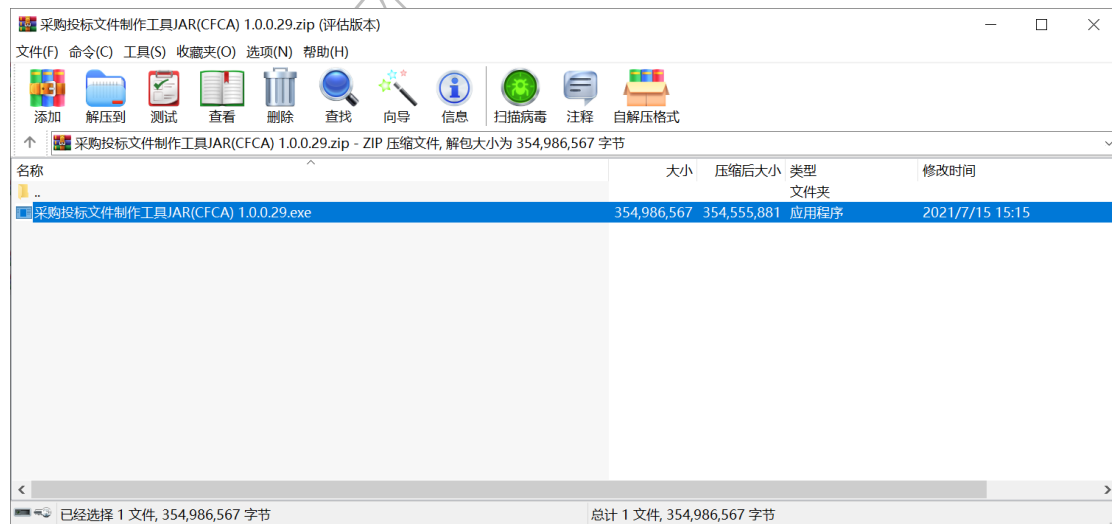 采购投标文件制作工具JAR(CFCA) 1.0.0.29.zip (评估版本)
文件(F) 命令(C) 工具(S) 收藏夹(O) 选项(N) 帮助(H)
添加 解压到 测试 查看 删除 查找 向导 信息 扫描病毒 注释 自解压格式
采购投标文件制作工具JAR(CFCA) 1.0.0.29.zip - ZIP 压缩文件, 解包大小为 354,986,567 字节
名称 大小 压缩后大小 类型 修改时间
.. 文件夹
采购投标文件制作工具JAR(CFCA) 1.0.0.29.exe 354,986,567 354,555,881 应用程序 2021/7/15 15:15
已经选择 1 文件, 354,986,567 字节 总计 1 文件, 354,986,567 字节